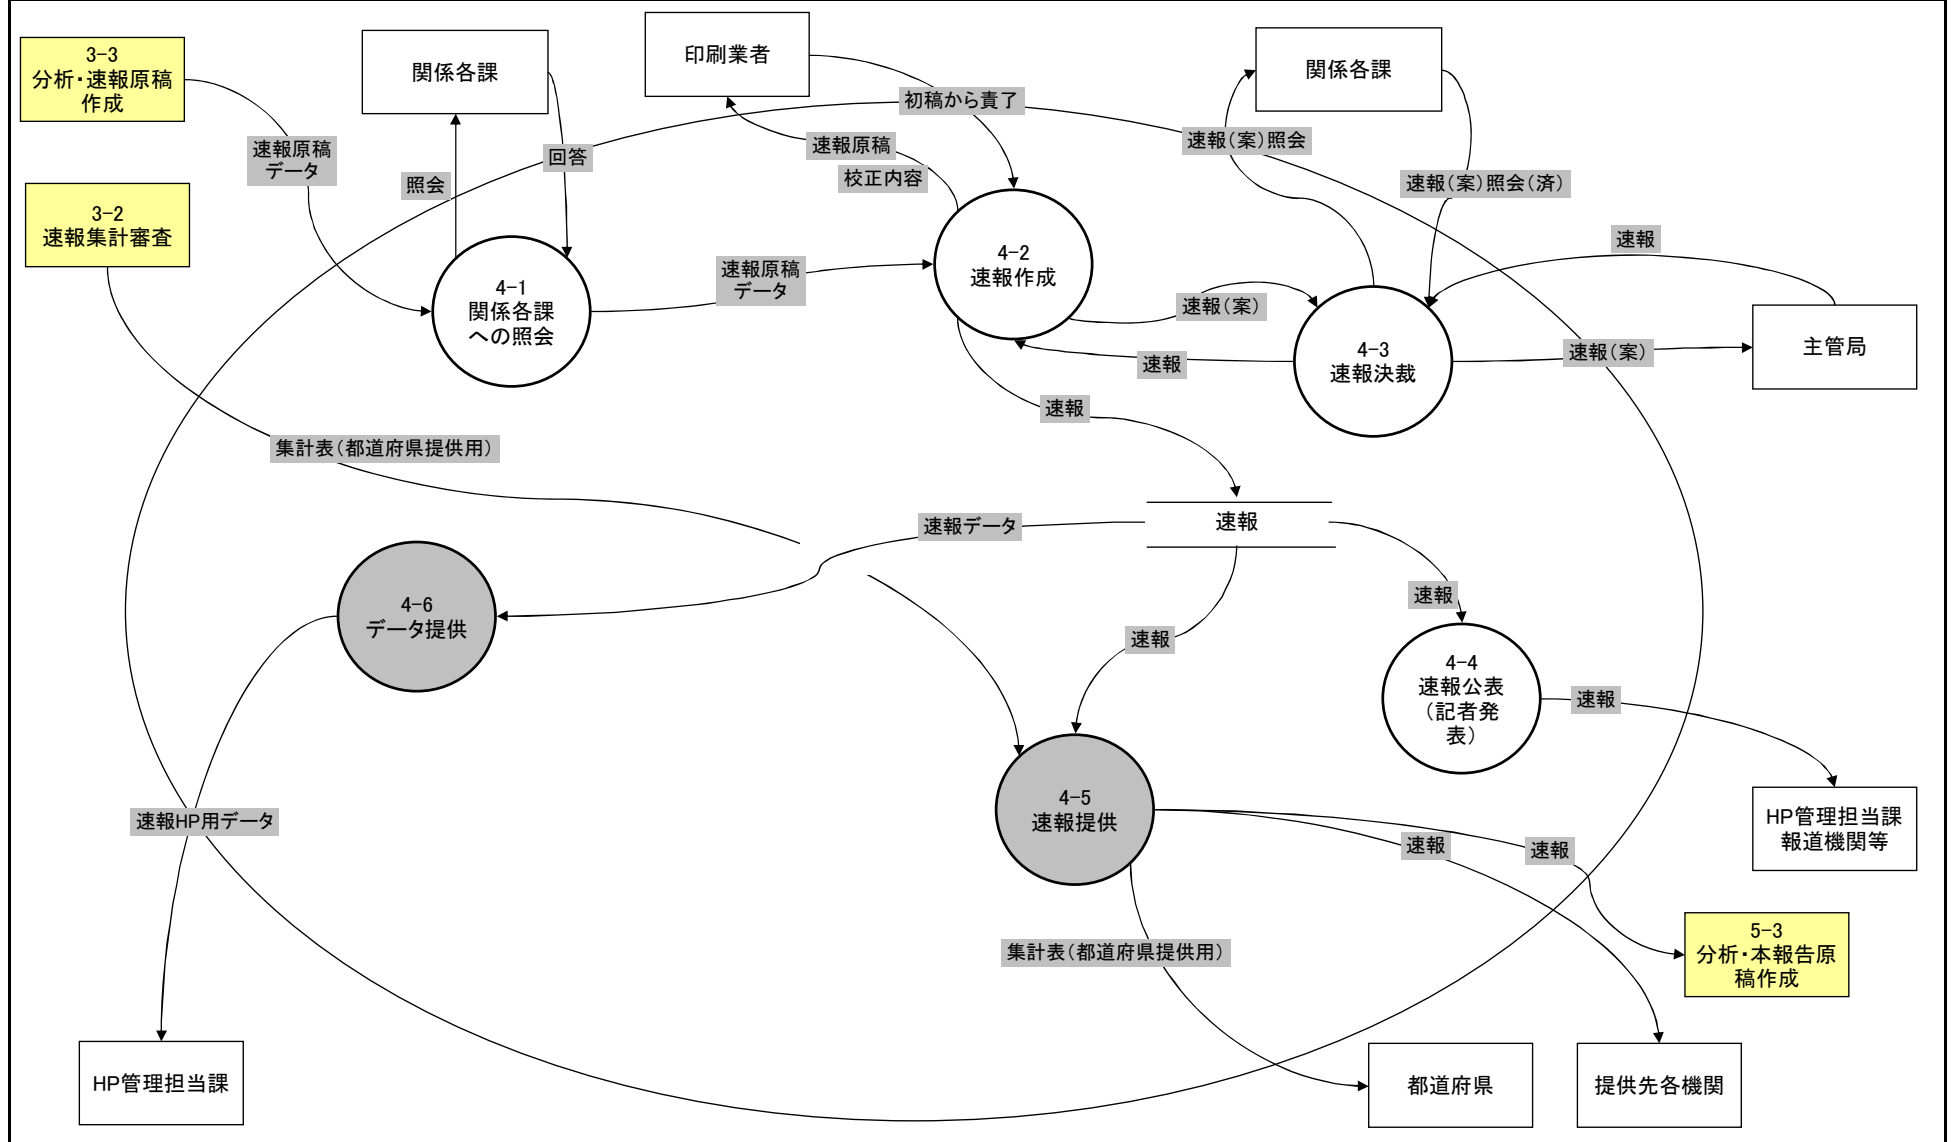 3-3
分析・速報原稿
作成
関係各課
印刷業者
関係各課
初稿から責了
速報原稿
データ
回答
照会
速報原稿
校正内容
速報(案)照会
速報(案)照会(済)
3-2
速報集計審査
速報
4-1
関係各課
への照会
速報原稿
データ
4-2
速報作成
速報(案)
4-3
速報決裁
速報
速報(案)
主管局
速報
集計表(都道府県提供用)
速報データ
速報
4-6
データ提供
速報
速報
4-4
速報公表
(記者発
表)
速報
4-5
速報提供
速報HP用データ
速報
速報
HP管理担当課
報道機関等
集計表(都道府県提供用)
5-3
分析・本報告原
稿作成
HP管理担当課
都道府県
提供先各機関